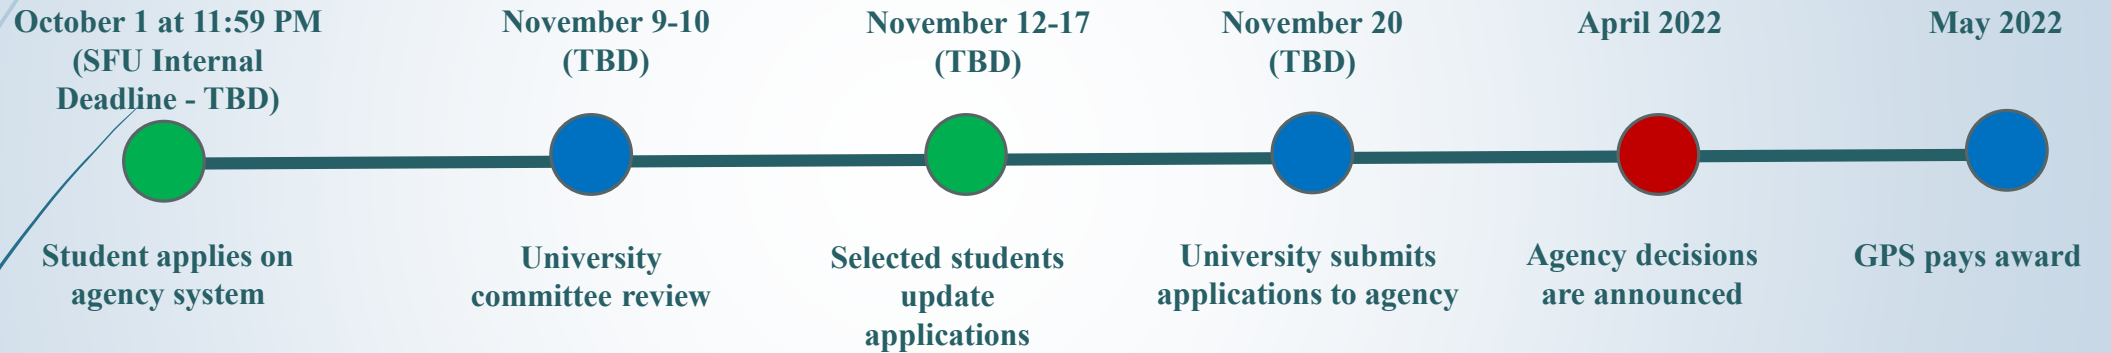 October 1 at 11:59 PM
(SFU Internal
Deadline - TBD)
November 9-10
(TBD)
November 12-17
(TBD)
November 20
(TBD)
April 2022
May 2022
Student applies on
agency system
University
committee review
Selected students
update
applications
University submits
applications to agency
Agency decisions
are announced
GPS pays award